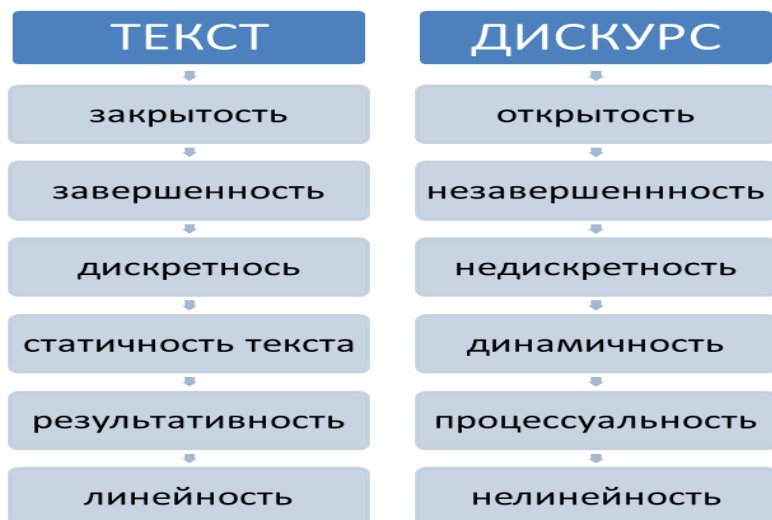 ТЕКСТ
закрытость
завершенность
дискретнось
статичность текста
результативность
линейность
ДИСКУРС
открытость
незавершеннность
недискретность
динамичность
процессуальность
нелинейность